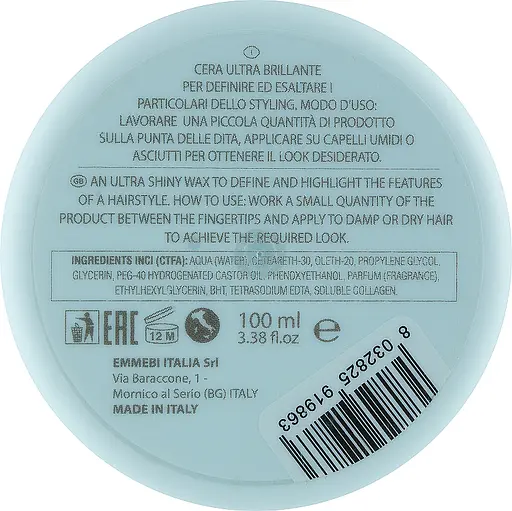 I
CERA ULTRA BRILLANTE
PER DEFINIRE ED ESALTARE I
PARTICOLARI DELLO STYLING. MODO D'USO:
LAVORARE UNA PICCOLA QUANTITÀ DI PRODOTTO
SULLA PUNTA DELLE DITA, APPLICARE SU CAPELLI UMIDI O
ASCIUTTI PER OTTENERE IL LOOK DESIDERATO.
GB AN ULTRA SHINY WAX TO DEFINE AND HIGHLIGHT THE FEATURES
OF A HAIRSTYLE. HOW TO USE: WORK A SMALL QUANTITY OF THE
PRODUCT BETWEEN THE FINGERTIPS AND APPLY TO DAMP OR DRY HAIR
TO ACHIEVE THE REQUIRED LOOK.
INGREDIENTS INCI (CTFA): AQUA (WATER), CETEARETH-30, OLETH-20, PROPYLENE GLYCOL,
GLYCERIN, PEG-40 HYDROGENATED CASTOR OIL, PHENOXYETHANOL, PARFUM (FRAGRANCE),
ETHYLHEXYLGLYCERIN, BHT, TETRASODIUM EDTA, SOLUBLE COLLAGEN.
EAC 12 M 100 ml e
3.38 fl.oz
EMMEBI ITALIA Srl
Via Baraccone, 1 -
Mornico al Serio (BG) ITALY
MADE IN ITALY
8 032825 919863